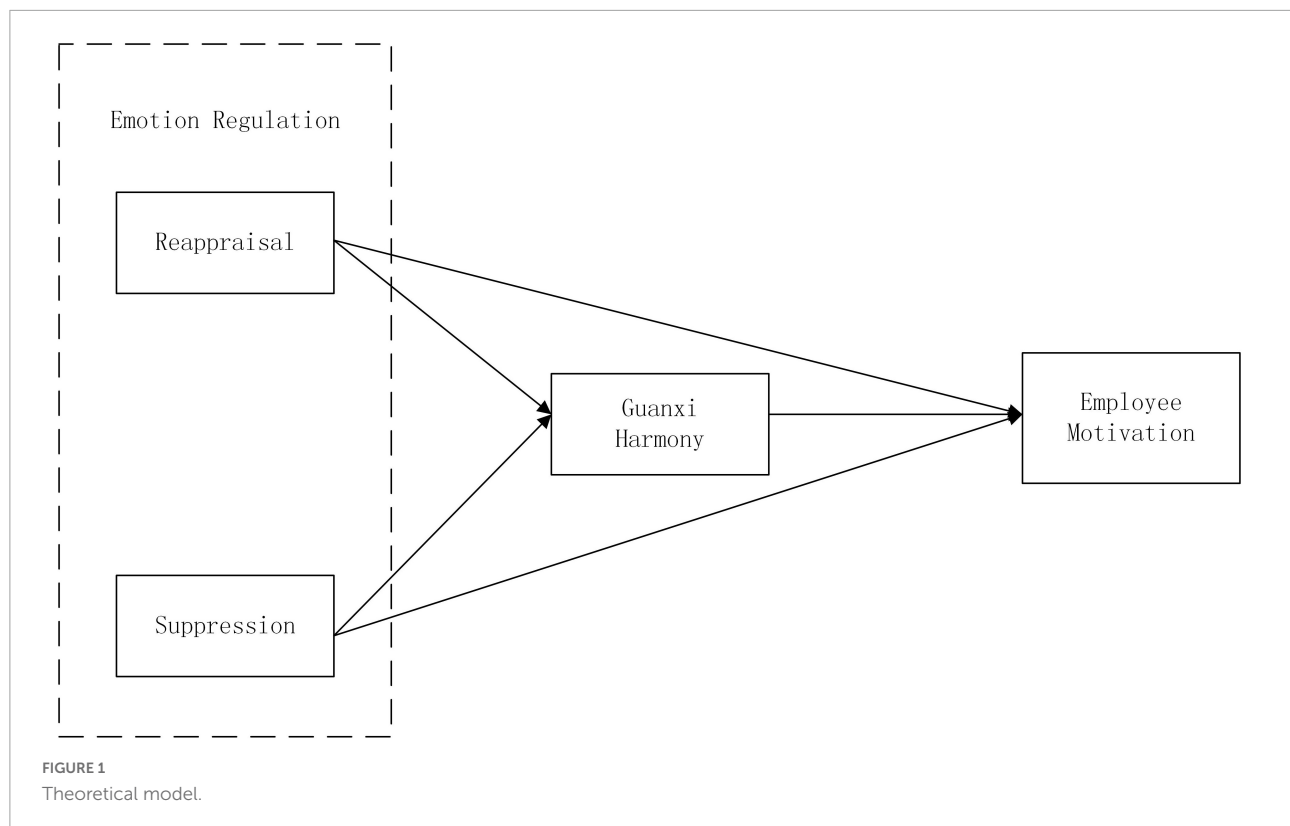 Emotion Regulation
Reappraisal
Guanxi
Harmony
Employee
Motivation
Suppression
FIGURE 1
Theoretical model.